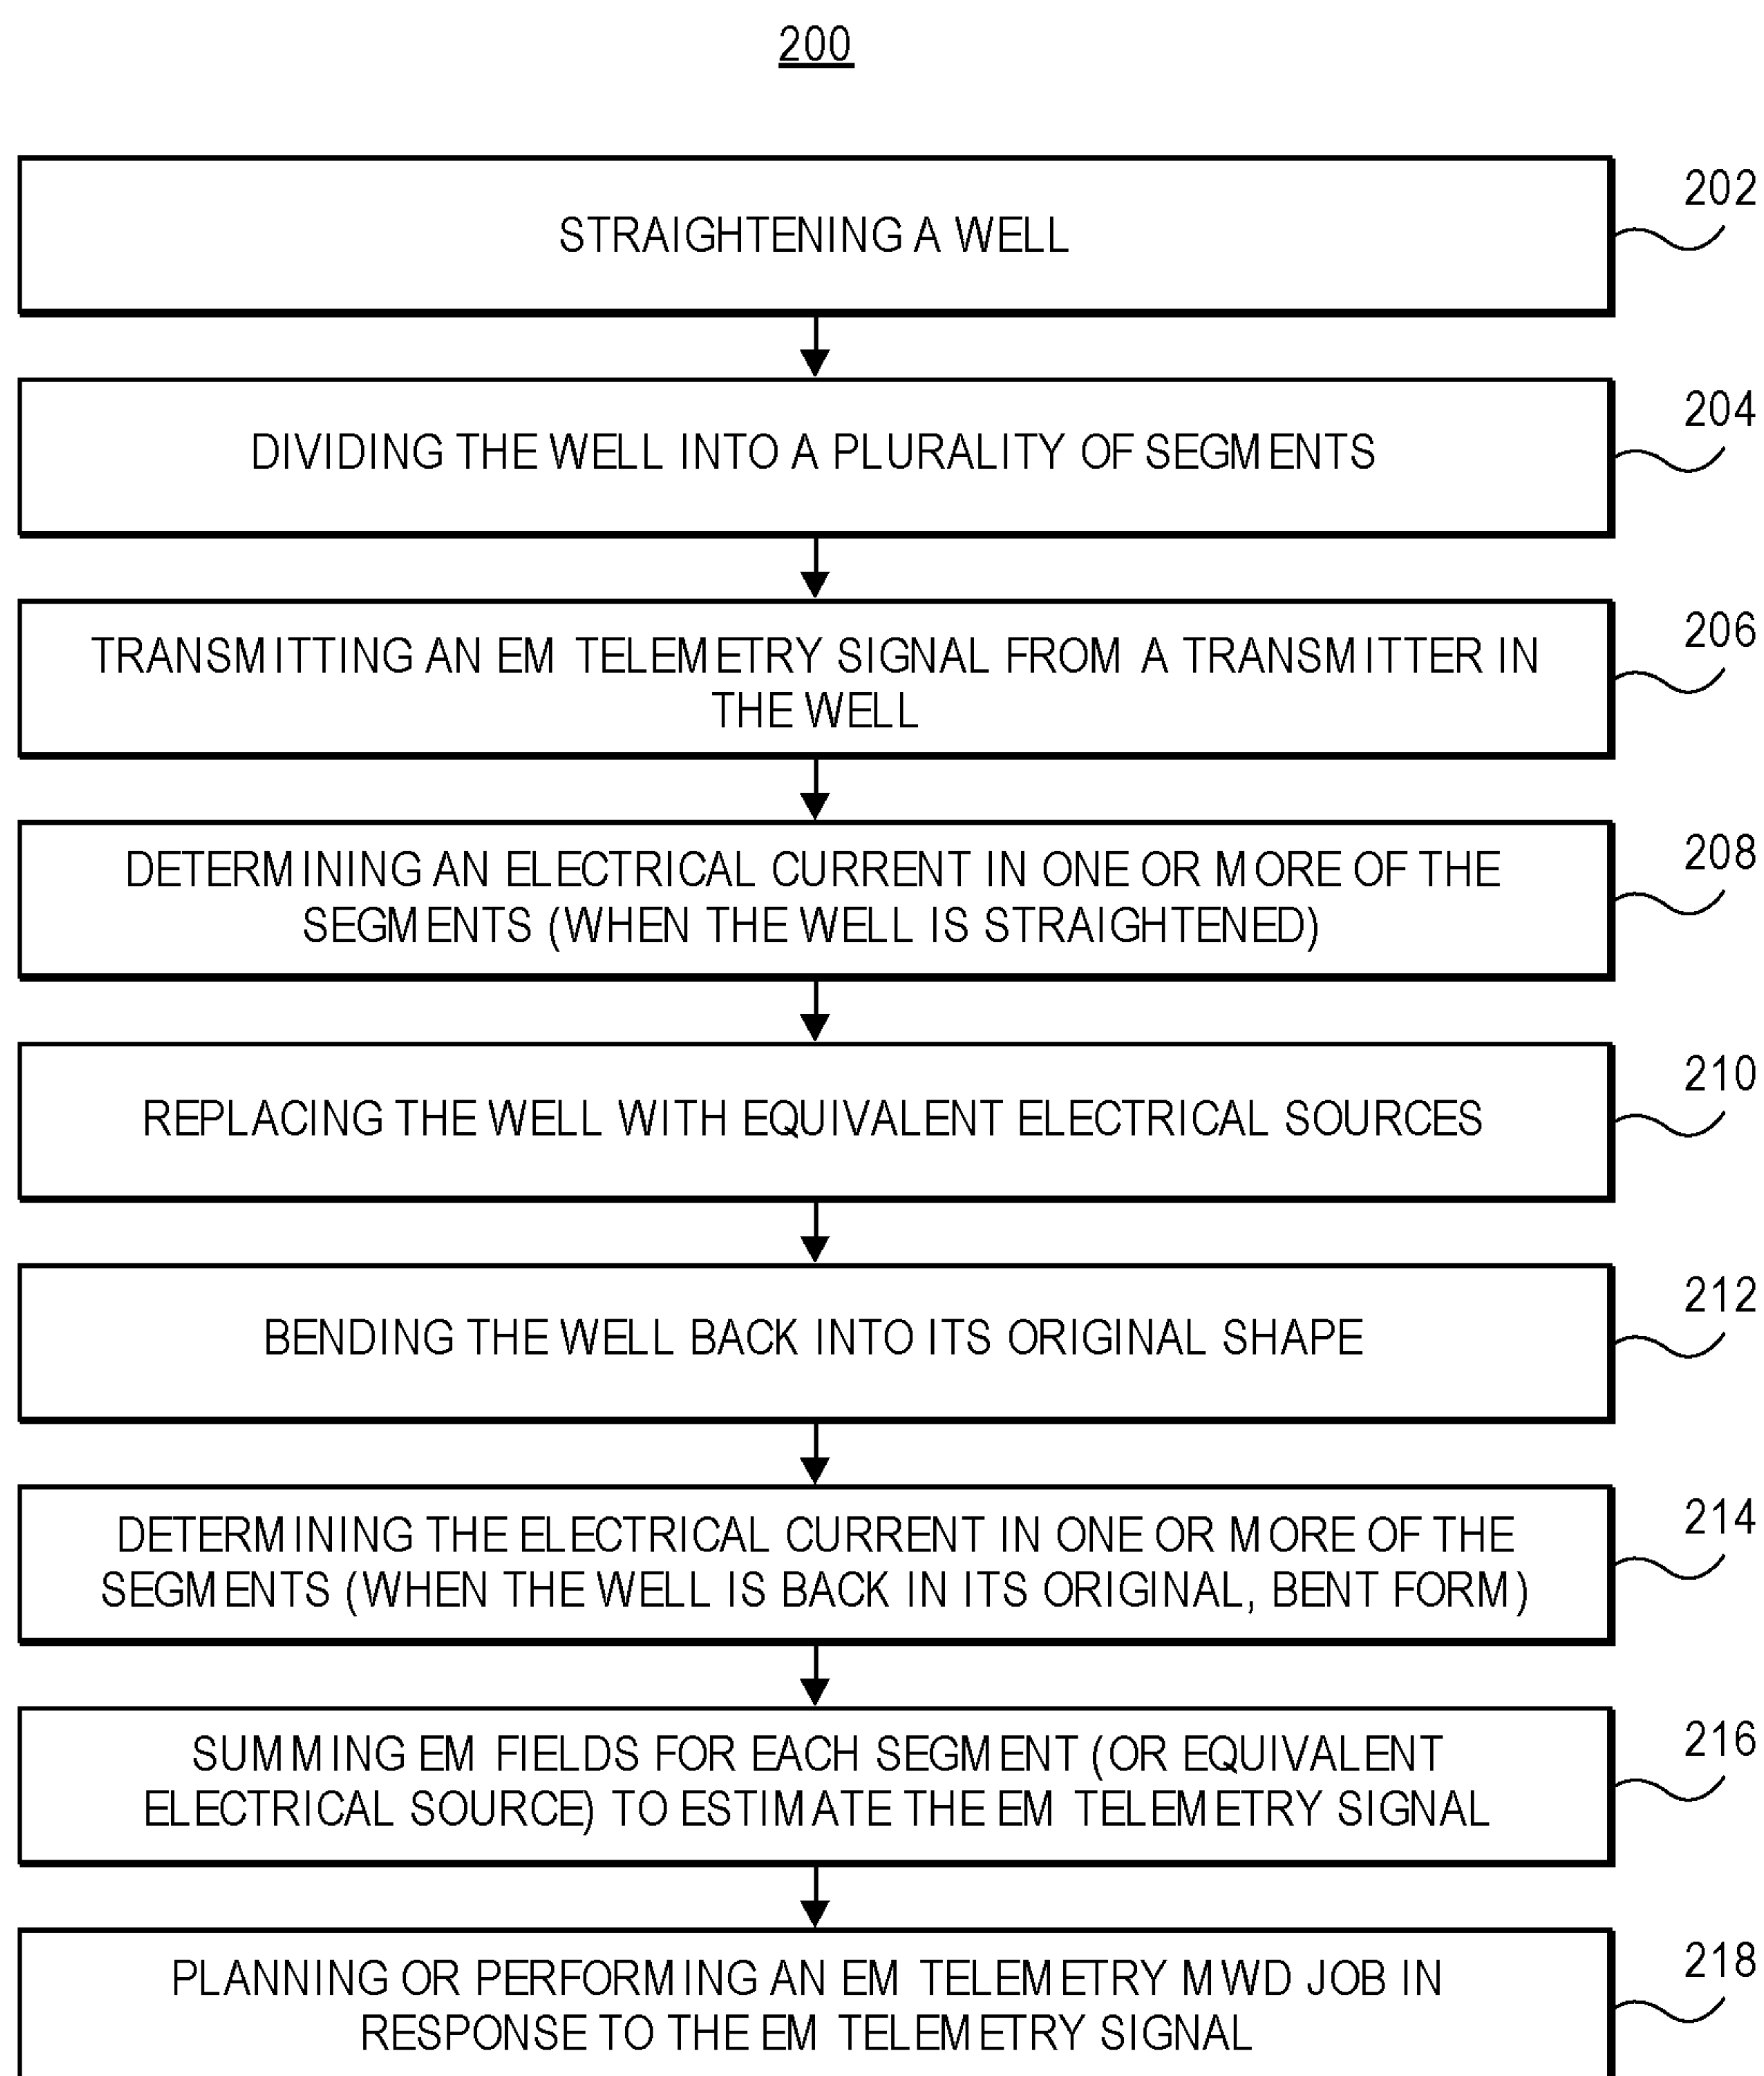 200
STRAIGHTENING A WELL
202
DIVIDING THE WELL INTO A PLURALITY OF SEGMENTS
204
TRANSMITTING AN EM TELEMETRY SIGNAL FROM A TRANSMITTER IN
THE WELL
206
DETERMINING AN ELECTRICAL CURRENT IN ONE OR MORE OF THE
SEGMENTS (WHEN THE WELL IS STRAIGHTENED)
208
REPLACING THE WELL WITH EQUIVALENT ELECTRICAL SOURCES
210
BENDING THE WELL BACK INTO ITS ORIGINAL SHAPE
212
DETERMINING THE ELECTRICAL CURRENT IN ONE OR MORE OF THE
SEGMENTS (WHEN THE WELL IS BACK IN ITS ORIGINAL, BENT FORM)
214
SUMMING EM FIELDS FOR EACH SEGMENT (OR EQUIVALENT
ELECTRICAL SOURCE) TO ESTIMATE THE EM TELEMETRY SIGNAL
216
PLANNING OR PERFORMING AN EM TELEMETRY MWD JOB IN
RESPONSE TO THE EM TELEMETRY SIGNAL
218